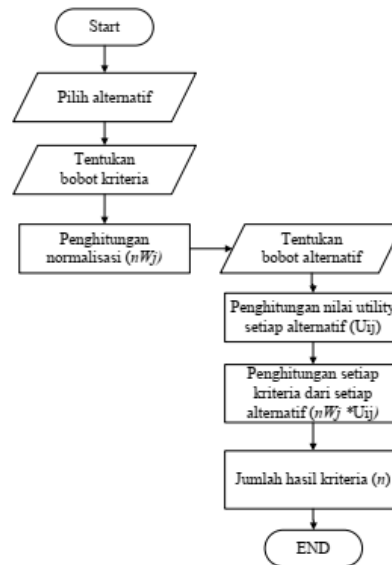 Start
Pilih alternatif
Tentukan
bobot kriteria
Penghitungan
normalisasi (nWj)
Tentukan
bobot alternatif
Penghitungan nilai utility
setiap alternatif (Uij)
Penghitungan setiap
kriteria dari setiap
alternatif (nWj *Uij)
Jumlah hasil kriteria (n)
END